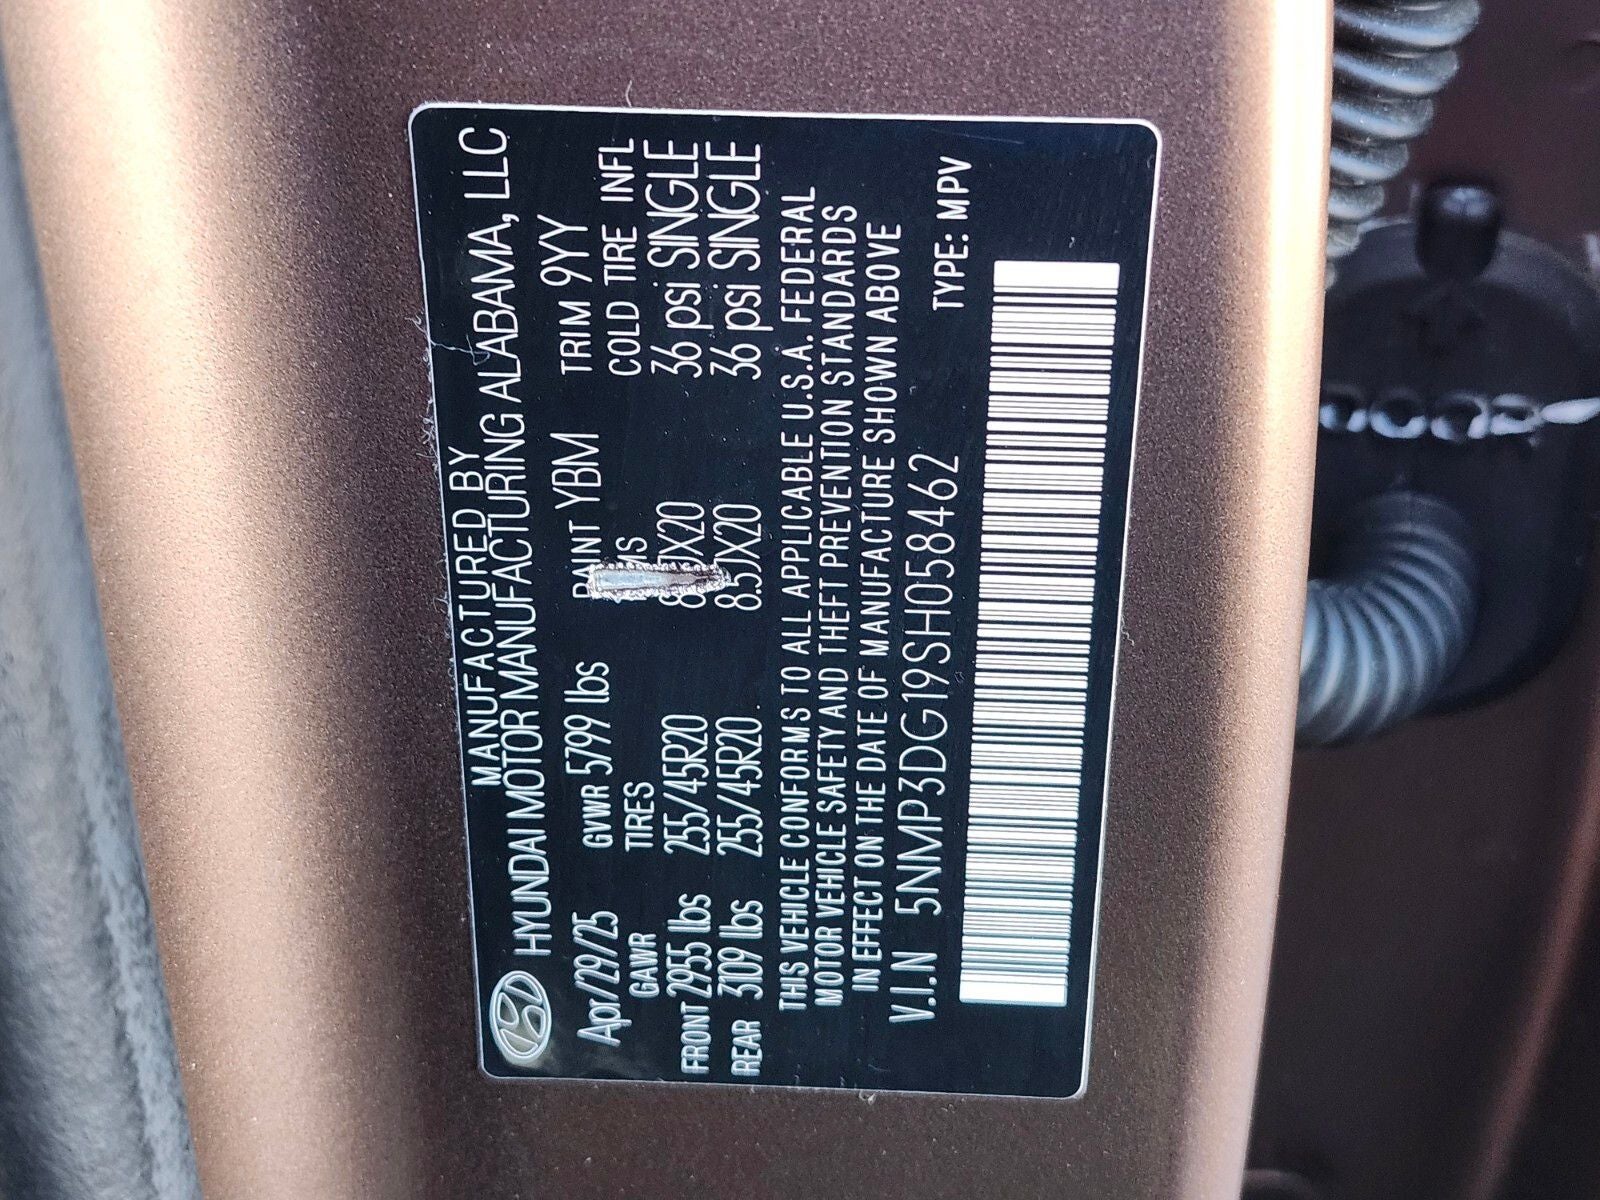 MANUFACTURED BY
HYUNDAI MOTOR MANUFACTURING ALABAMA, LLC
Apr/29/25 GVWR 5799 lbs PAINT YBM TRIM 9YY
GAWR TIRES COLD TIRE INFL
FRONT 2955 lbs 255/45R20 36 psi SINGLE
REAR 3109 lbs 255/45R20 8.5JX20 36 psi SINGLE
THIS VEHICLE CONFORMS TO ALL APPLICABLE U.S.A. FEDERAL
MOTOR VEHICLE SAFETY AND THEFT PREVENTION STANDARDS
IN EFFECT ON THE DATE OF MANUFACTURE SHOWN ABOVE
V.I.N 5NMP3DG19SH058462 TYPE: MPV